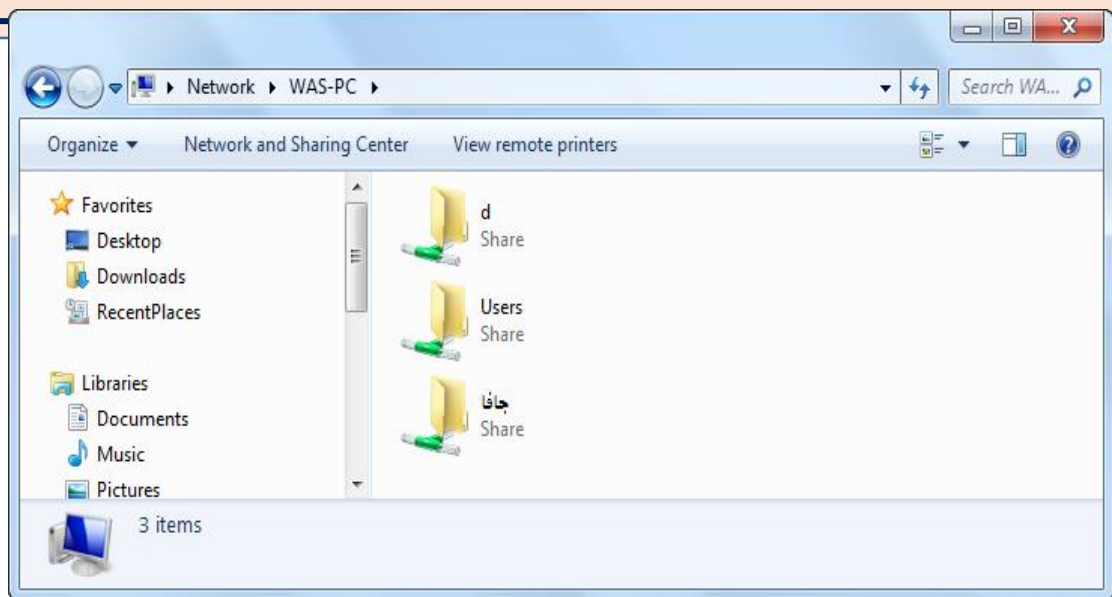 Network WAS-PC
Search WA...
Organize
Network and Sharing Center
View remote printers
Favorites
Desktop
Downloads
RecentPlaces
Libraries
Documents
Music
Pictures
d
Share
Users
Share
جافا
Share
3 items